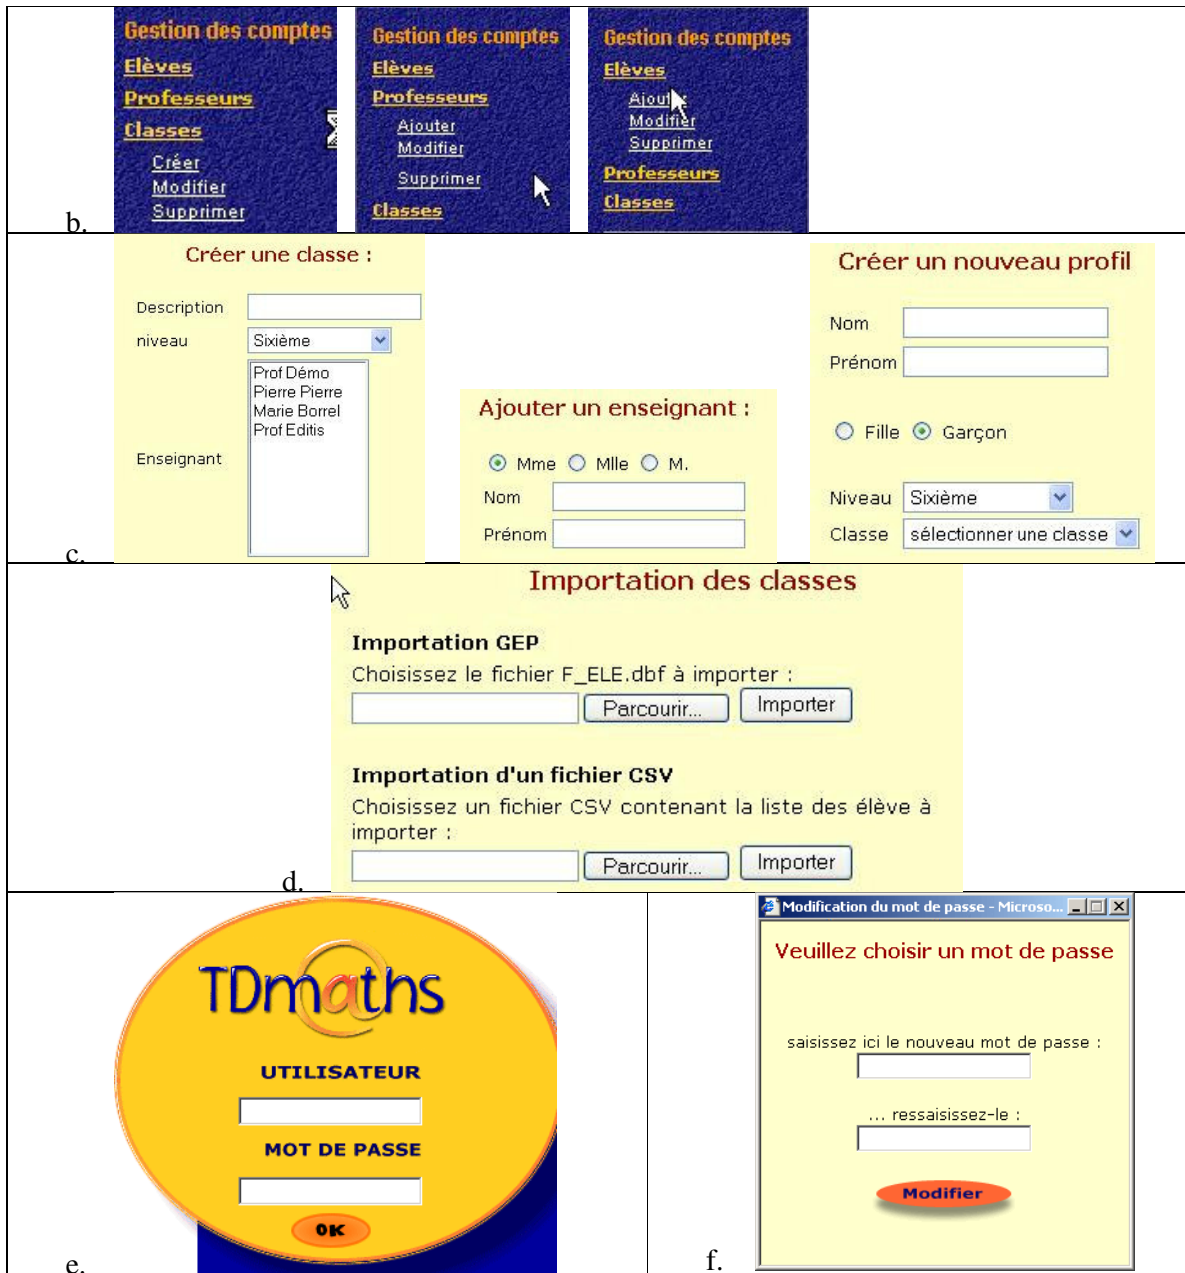 Gestion des comptes
Elèves
Professeurs
Classes
Créer
Modifier
Supprimer
Gestion des comptes
Elèves
Professeurs
Ajouter
Modifier
Supprimer
Classes
Gestion des comptes
Elèves
Ajouter
Modifier
Supprimer
Professeurs
Classes
b.
Créer une classe :
Description
niveau Sixième
Prof Démo
Pierre Pierre
Marie Borrel
Prof Editis
Enseignant
Ajouter un enseignant :
Mme Mlle M.
Nom
Prénom
Créer un nouveau profil
Nom
Prénom
Fille Garçon
Niveau Sixième
Classe sélectionner une classe
c.
Importation des classes
Importation GEP
Choisissez le fichier F_ELE.dbf à importer :
Parcourir... Importer
Importation d'un fichier CSV
Choisissez un fichier CSV contenant la liste des élève à
importer :
Parcourir... Importer
d.
TDm@ths
UTILISATEUR
MOT DE PASSE
OK
e.
Modification du mot de passe - Microso...
Veuillez choisir un mot de passe
saisissez ici le nouveau mot de passe :
... ressaisissez-le :
Modifier
f.